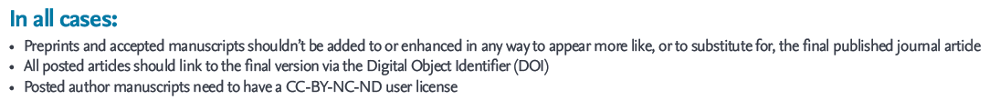 In all cases:
• Preprints and accepted manuscripts shouldn't be added to or enhanced in any way to appear more like, or to substitute for, the final published journal article
• All posted articles should link to the final version via the Digital Object Identifier (DOI)
• Posted author manuscripts need to have a CC-BY-NC-ND user license